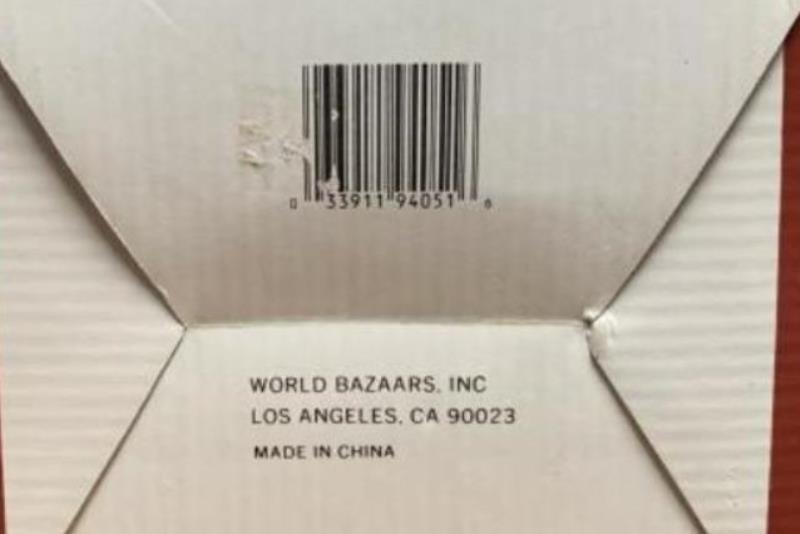 0 33911 94051 6
WORLD BAZAARS, INC
LOS ANGELES, CA 90023
MADE IN CHINA